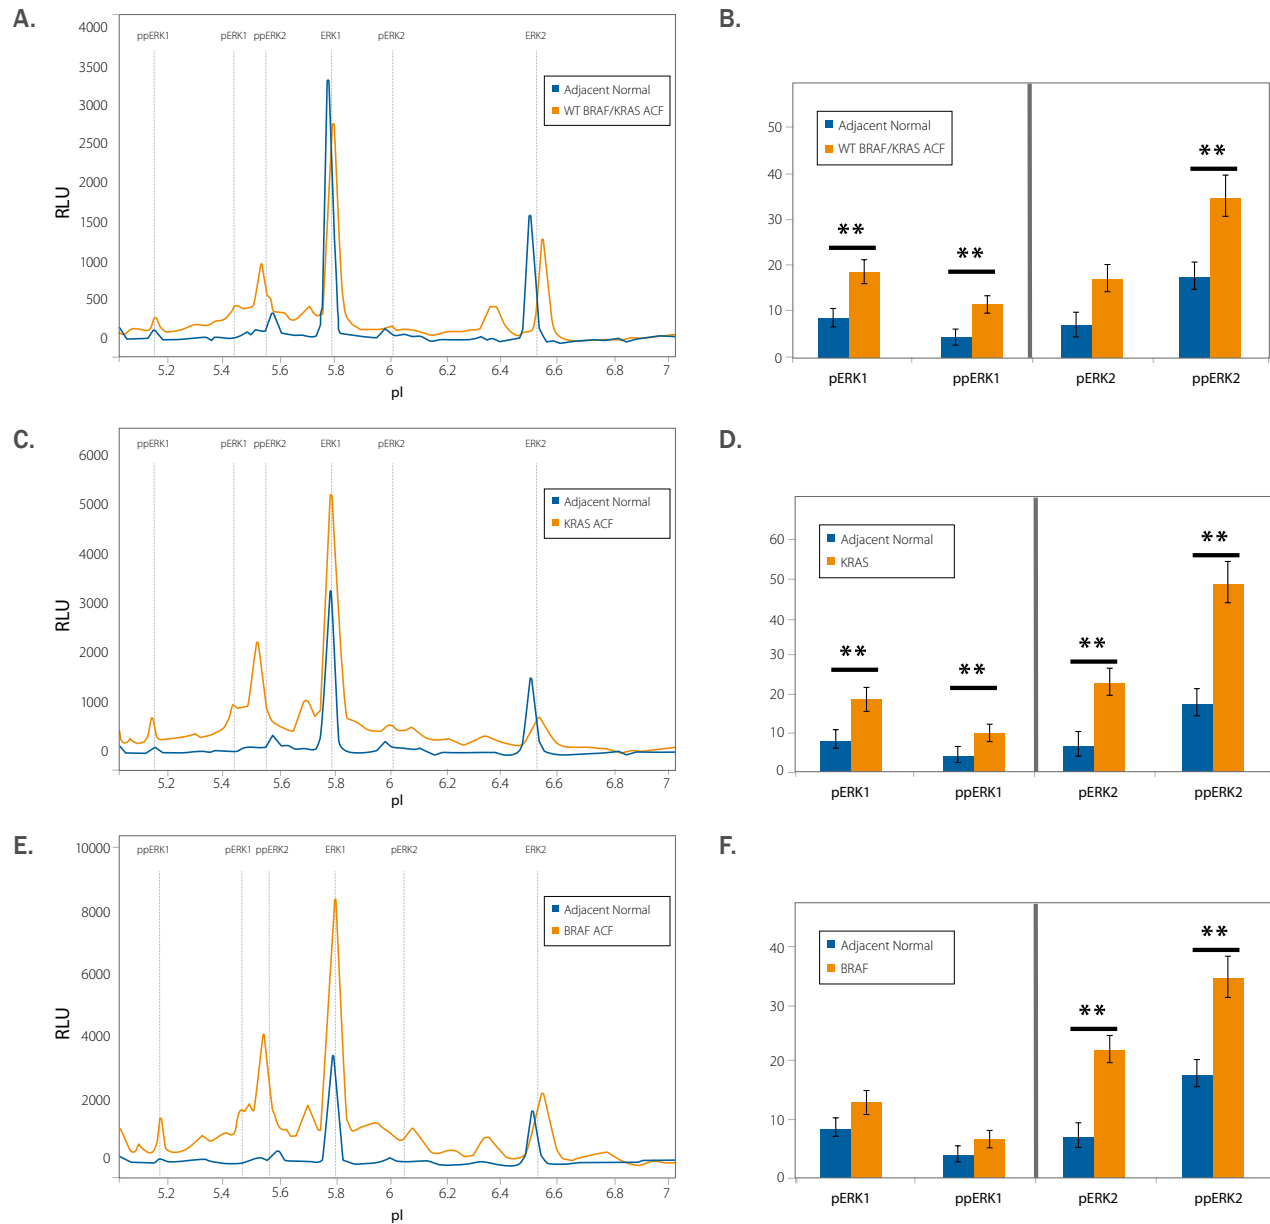 A.
4000
3500
3000
2500
2000
1500
1000
500
0
RLU
ppERK1 pERK1 ppERK2 ERK1 pERK2 ERK2
Adjacent Normal
WT BRAF/KRAS ACF
5.2 5.4 5.6 5.8 6 6.2 6.4 6.6 6.8 7
pI
B.
50
40
30
20
10
0
Adjacent Normal
WT BRAF/KRAS ACF
** ** **
pERK1 ppERK1 pERK2 ppERK2
C.
6000
5000
4000
3000
2000
1000
0
RLU
ppERK1 pERK1 ppERK2 ERK1 pERK2 ERK2
Adjacent Normal
KRAS ACF
5.2 5.4 5.6 5.8 6 6.2 6.4 6.6 6.8 7
pI
D.
60
50
40
30
20
10
0
Adjacent Normal
KRAS
** ** ** **
pERK1 ppERK1 pERK2 ppERK2
E.
10000
8000
6000
4000
2000
0
RLU
ppERK1 pERK1 ppERK2 ERK1 pERK2 ERK2
Adjacent Normal
BRAF ACF
5.2 5.4 5.6 5.8 6 6.2 6.4 6.6 6.8 7
pI
F.
40
30
20
10
0
Adjacent Normal
BRAF
** **
pERK1 ppERK1 pERK2 ppERK2